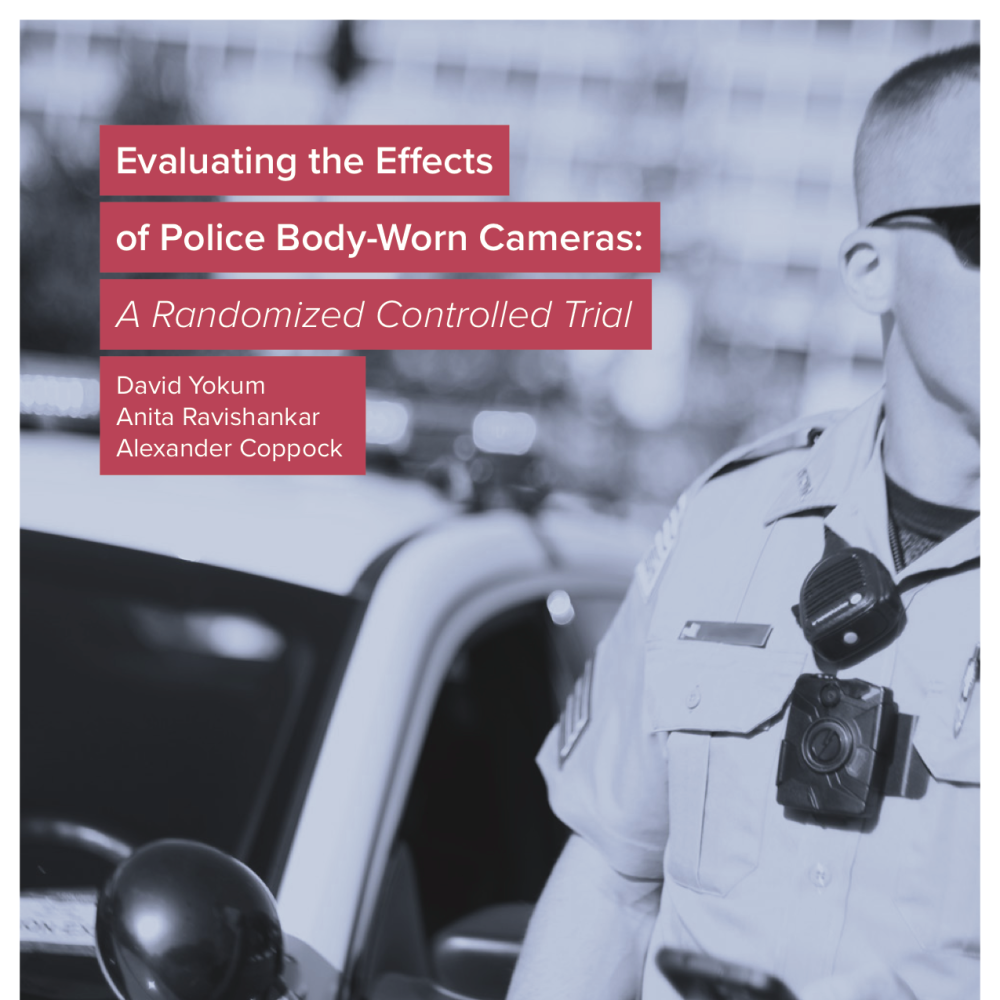 Evaluating the Effects
of Police Body-Worn Cameras:
A Randomized Controlled Trial
David Yokum
Anita Ravishankar
Alexander Coppock